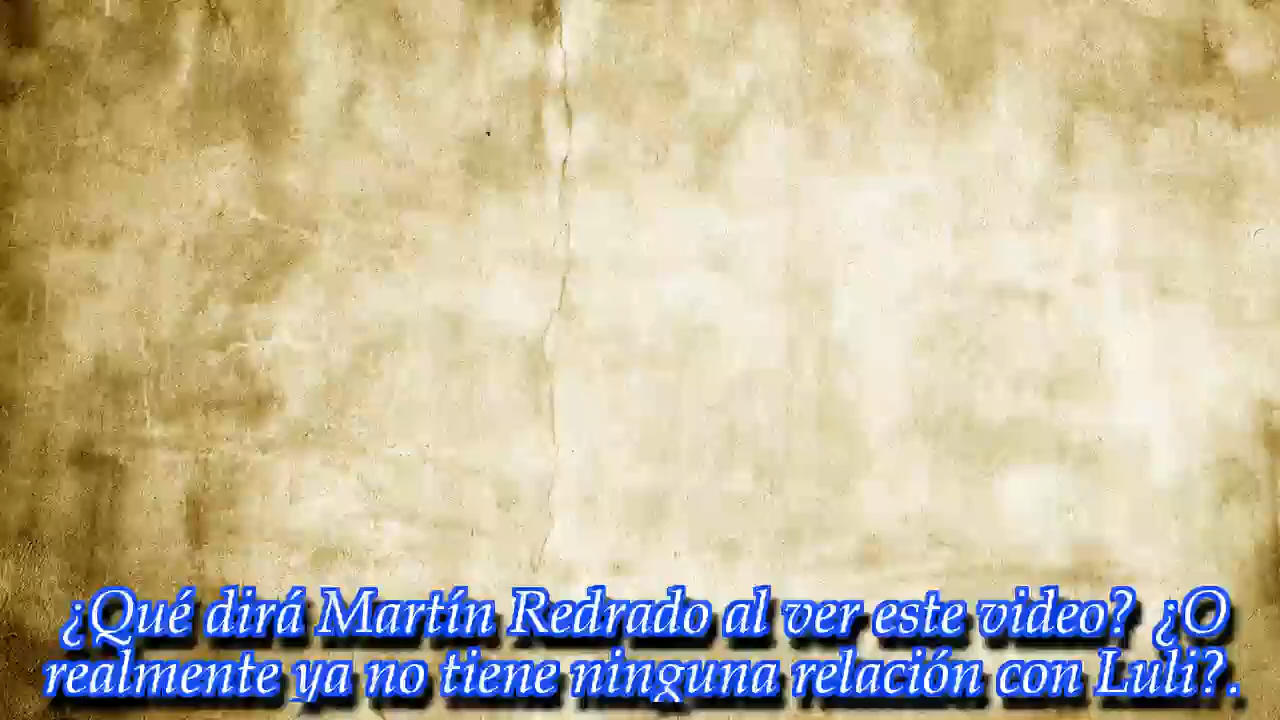 ¿Qué dirá Martín Redrado al ver este video? ¿O
realmente ya no tiene ninguna relación con Luli?.